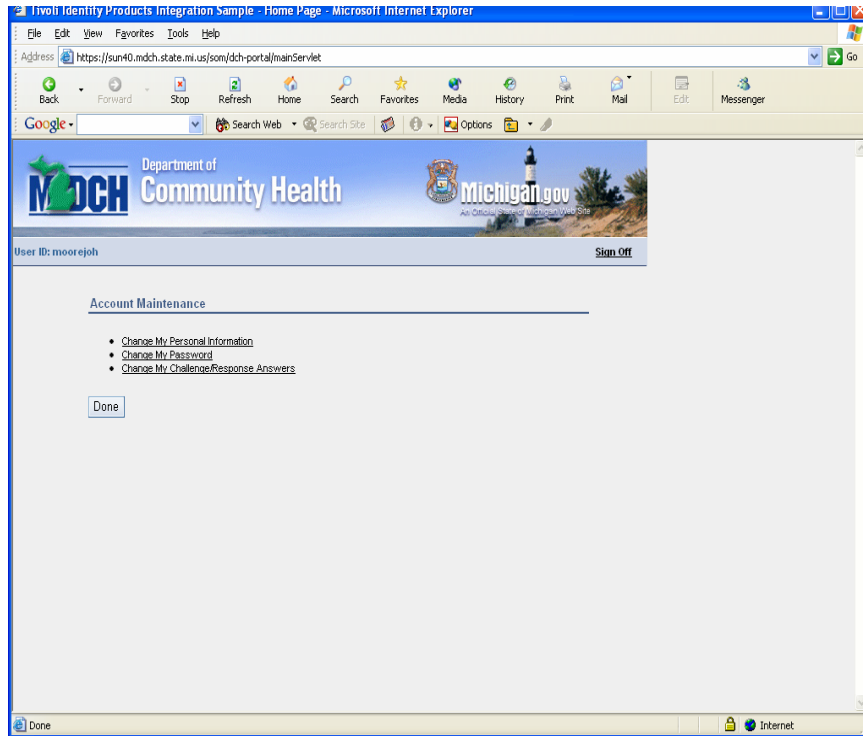 Tivoli Identity Products Integration Sample - Home Page - Microsoft Internet Explorer
File Edit View Favorites Tools Help
Address https://sun40.mdch.state.mi.us/som/dch-portal/mainServlet Go
Back Forward Stop Refresh Home Search Favorites Media History Print Mail Edit Messenger
Google Search Web Search Site Options
MDCH Department of Community Health
Michigan.gov
An Official State of Michigan Web Site
User ID: moorejoh Sign Off
Account Maintenance
Change My Personal Information
Change My Password
Change My Challenge/Response Answers
Done
Done Internet